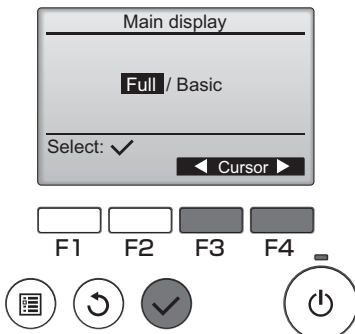 Main display
Full / Basic
Select:
Cursor
F1 F2 F3 F4